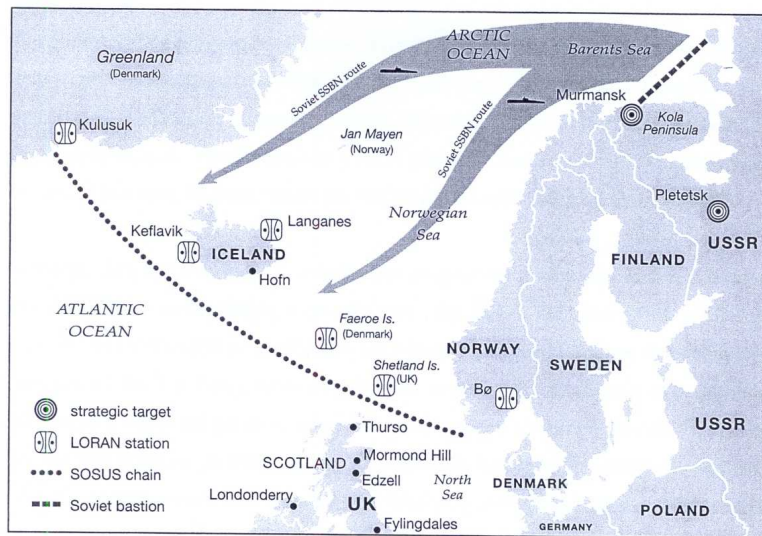 Greenland
(Denmark)
ARCTIC
OCEAN
Barents Sea
Soviet SSBN route
Murmansk
Kola
Peninsula
Kulusuk
Jan Mayen
(Norway)
Soviet SSBN route
Pletetsk
Norwegian
Sea
Keflavik
Langanes
ICELAND
Hofn
FINLAND
USSR
ATLANTIC
OCEAN
Faeroe Is.
(Denmark)
NORWAY
SWEDEN
Shetland Is.
(UK)
Bø
strategic target
LORAN station
SOSUS chain
Soviet bastion
Thurso
SCOTLAND
Mormond Hill
Edzell
Londonderry
UK
Fylingdales
North
Sea
DENMARK
GERMANY
POLAND
USSR